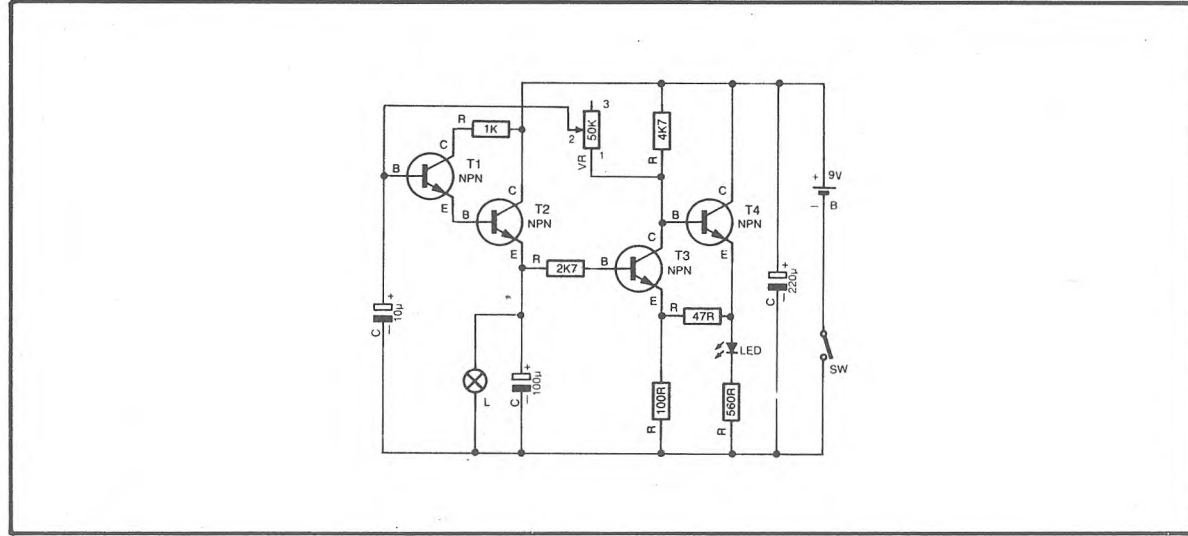 3
R
1K
50K
4K7
2
C
T1
NPN
VR
1
R
B
E
C
T2
NPN
B
E
C
T4
NPN
B
E
+
9V
–
B
R
2K7
B
C
T3
NPN
E
+
220µ
–
C
R
47R
+
10µ
–
C
LED
SW
L
+
100µ
–
C
100R
R
560R
R